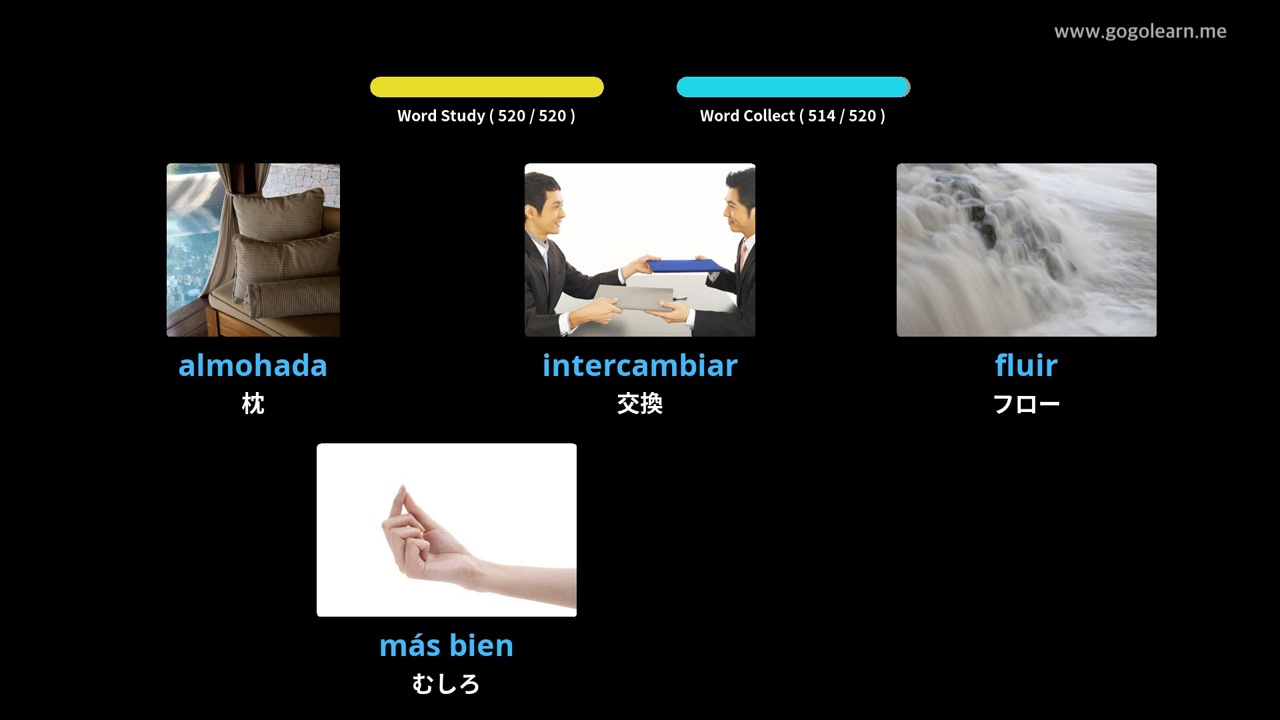 www.gogolearn.me
Word Study ( 520 / 520 )
Word Collect ( 514 / 520 )
almohada
枕
intercambiar
交換
fluir
フロー
más bien
むしろ